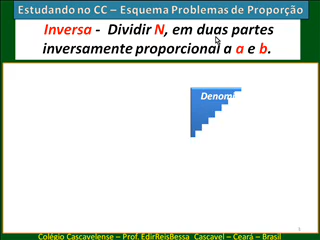 Estudando no CC – Esquema Problemas de Proporção
Inversa - Dividir N, em duas partes
inversamente proporcional a a e b.
Colégio Cascavelense – Prof. EdirReisBessa Cascavel – Ceará – Brasil